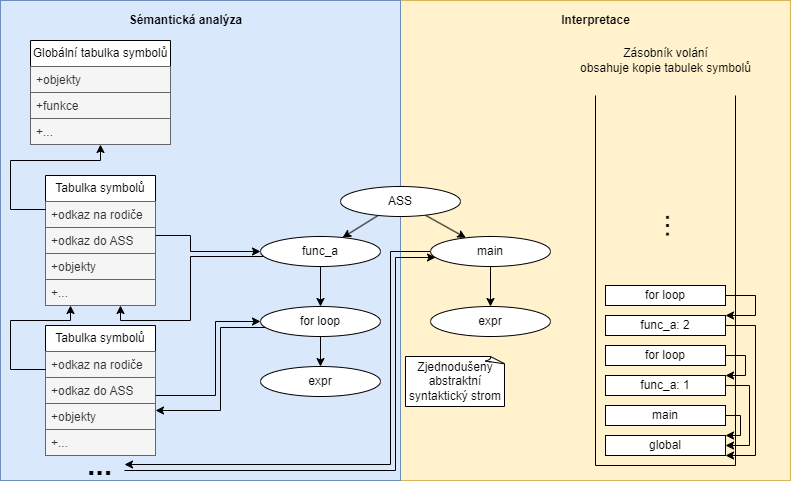 Sémantická analýza
Interpretace
Globální tabulka symbolů
+objekty
+funkce
+...
Zásobník volání
obsahuje kopie tabulek symbolů
Tabulka symbolů
+odkaz na rodiče
+odkaz do ASS
+objekty
+...
ASS
func_a
main
for loop
expr
expr
Tabulka symbolů
+odkaz na rodiče
+odkaz do ASS
+objekty
+...
...
Zjednodušený
abstraktní
syntaktický strom
...
for loop
func_a: 2
for loop
func_a: 1
main
global